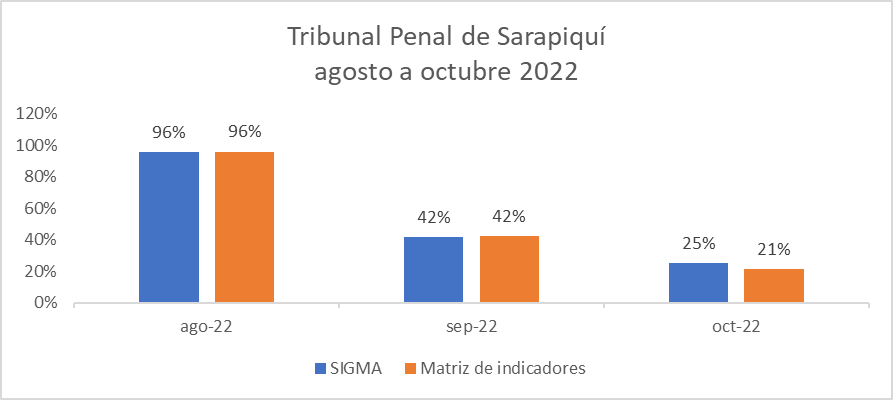 Tribunal Penal de Sarapiquí
agosto a octubre 2022
120%
100%
80%
60%
40%
20%
0%
96%
96%
42%
42%
25%
21%
ago-22
sep-22
oct-22
SIGMA
Matriz de indicadores